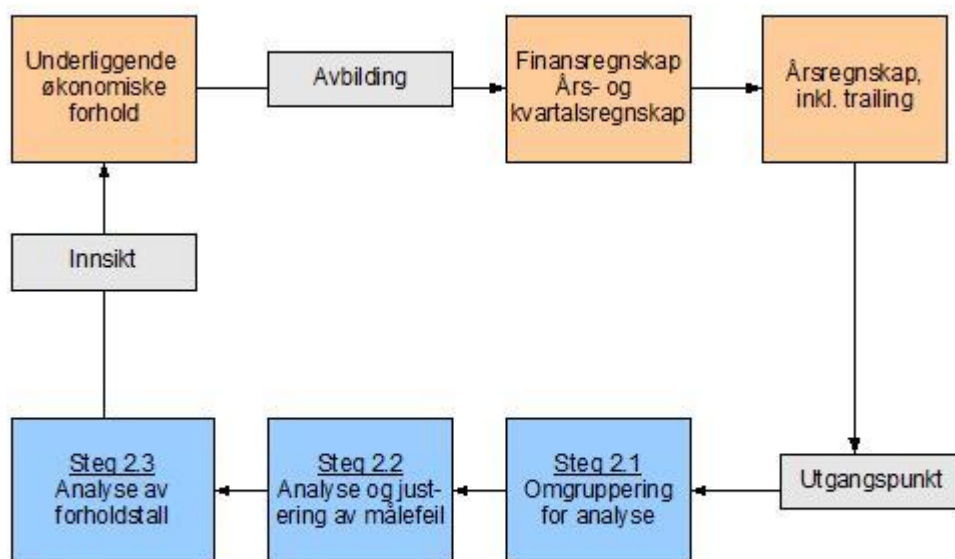 Underliggende
økonomiske
forhold
Avbilding
Finansregnskap
Års- og
kvartalsregnskap
Årsregnskap,
inkl. trailing
Innsikt
Steg 2.3
Analyse av
forholdstall
Steg 2.2
Analyse og just-
ering av målefeil
Steg 2.1
Omgruppering
for analyse
Utgangspunkt